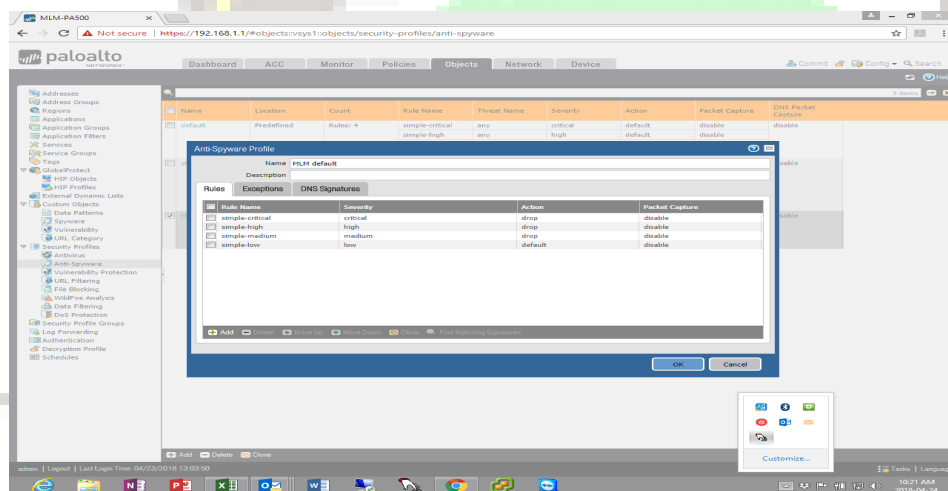 MLM-PA500
Not secure | https://192.168.1.1/#objects::vsys1::objects/security-profiles/anti-spyware
paloalto
NETWORKS
Dashboard ACC Monitor Policies Objects Network Device
Commit Config Search
Help
3 items
Addresses
Address Groups
Regions
Applications
Application Groups
Application Filters
Services
Service Groups
Tags
GlobalProtect
HIP Objects
HIP Profiles
External Dynamic Lists
Custom Objects
Data Patterns
Spyware
Vulnerability
URL Category
Security Profiles
Antivirus
Anti-Spyware
Vulnerability Protection
URL Filtering
File Blocking
WildFire Analysis
Data Filtering
DoS Protection
Security Profile Groups
Log Forwarding
Authentication
Decryption Profile
Schedules
Name Location Count Rule Name Threat Name Severity Action Packet Capture DNS Packet Capture
default Predefined Rules: 4 simple-critical any critical default disable disable
simple-high any high default disable
Anti-Spyware Profile
Name MLM default
Description
Rules Exceptions DNS Signatures
Rule Name Severity Action Packet Capture
simple-critical critical drop disable
simple-high high drop disable
simple-medium medium drop disable
simple-low low default disable
Add Delete Move Up Move Down Clone Find Matching Signatures
OK Cancel
Customize...
Add Delete Clone
admin | Logout | Last Login Time: 04/23/2018 13:03:50
Tasks | Language
10:21 AM
2018-04-24